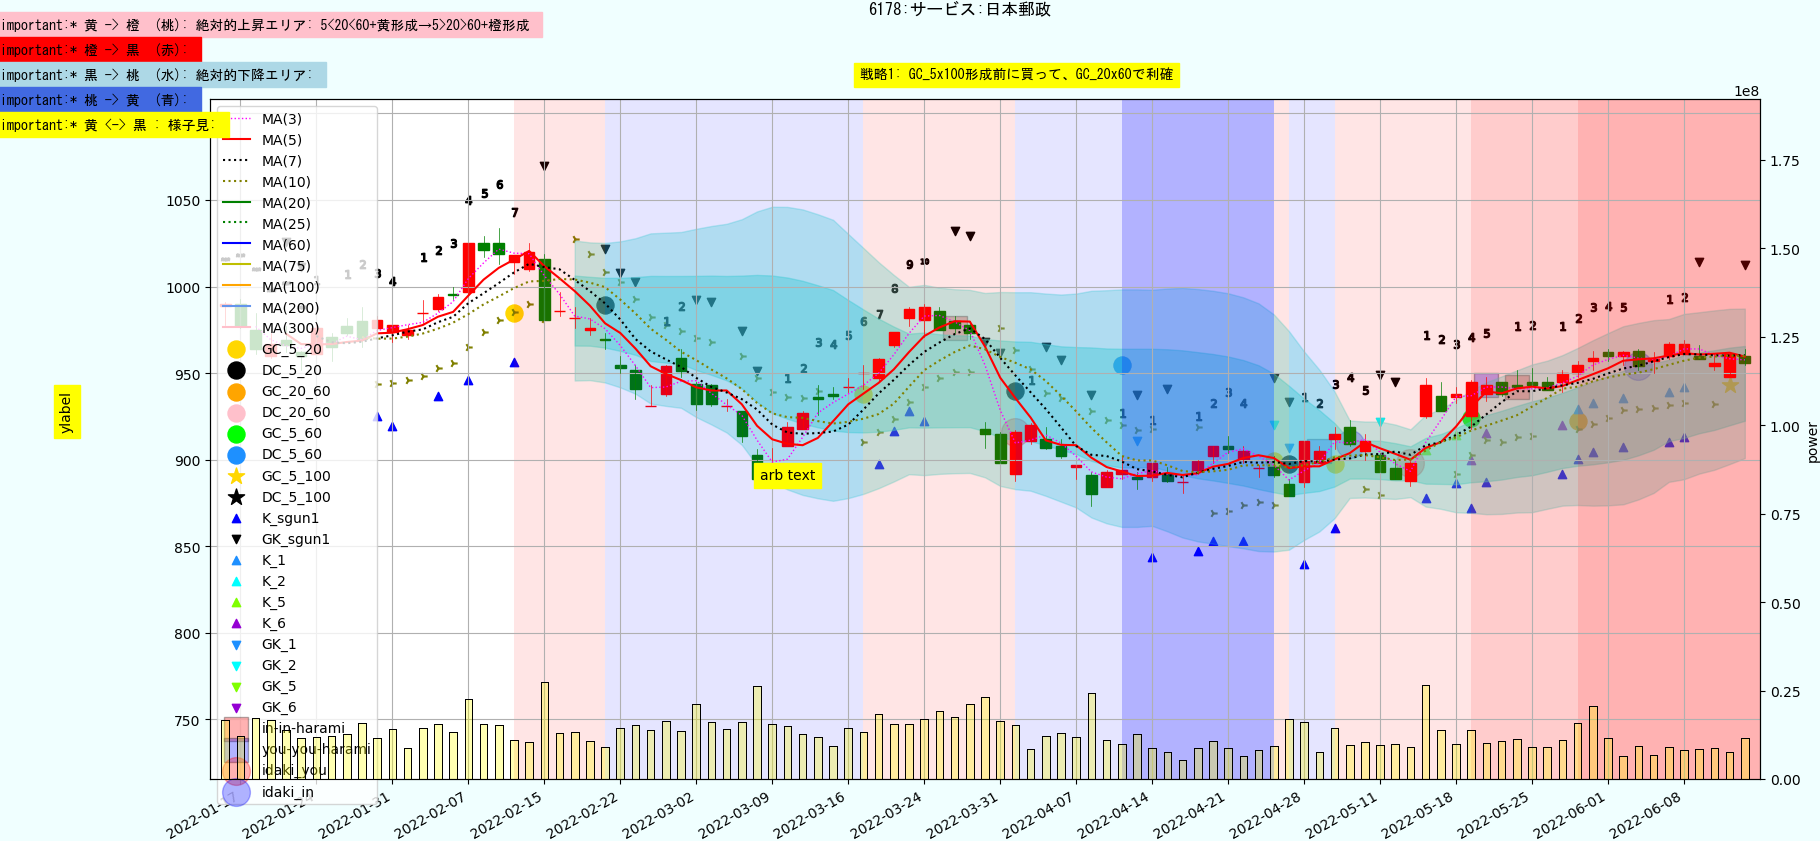 6178:サービス:日本郵政
important:* 黄 -> 橙 (桃): 絶対的上昇エリア: 5<20<60+黄形成→5>20>60+橙形成
important:* 橙 -> 黒 (赤):
important:* 黒 -> 桃 (水): 絶対的下降エリア:
戦略1: GC_5x100形成前に買って、GC_20x60で利確
important:* 桃 -> 黄 (青):
important:* 黄 <-> 黒 : 様子見:
1e8
MA(3)
MA(5)
MA(7)
MA(10)
MA(20)
MA(25)
MA(60)
MA(75)
MA(100)
MA(200)
MA(300)
GC_5_20
DC_5_20
GC_20_60
DC_20_60
GC_5_60
DC_5_60
GC_5_100
DC_5_100
K_sgun1
GK_sgun1
K_1
K_2
K_5
K_6
GK_1
GK_2
GK_5
GK_6
in-in-harami
you-you-harami
idaki_you
idaki_in
ylabel
1050
1000
950
900
850
800
750
arb text
power
1.75
1.50
1.25
1.00
0.75
0.50
0.25
0.00
2022-01-31
2022-02-07
2022-02-15
2022-02-22
2022-03-02
2022-03-09
2022-03-16
2022-03-24
2022-03-31
2022-04-07
2022-04-14
2022-04-21
2022-04-28
2022-05-11
2022-05-18
2022-05-25
2022-06-01
2022-06-08